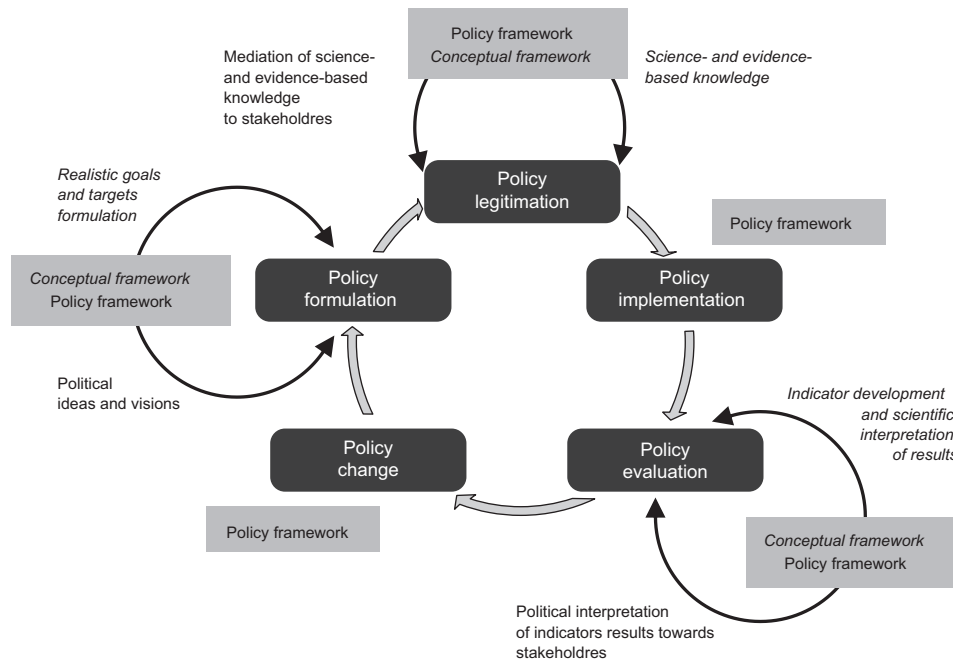 Policy framework
Conceptual framework
Mediation of science-
and evidence-based
knowledge
to stakeholdres
Science- and evidence-
based knowledge
Policy
legitimation
Realistic goals
and targets
formulation
Policy framework
Conceptual framework
Policy framework
Policy
formulation
Policy
implementation
Political
ideas and visions
Indicator development
and scientific
interpretation
of results
Policy
change
Policy
evaluation
Policy framework
Conceptual framework
Policy framework
Political interpretation
of indicators results towards
stakeholdres